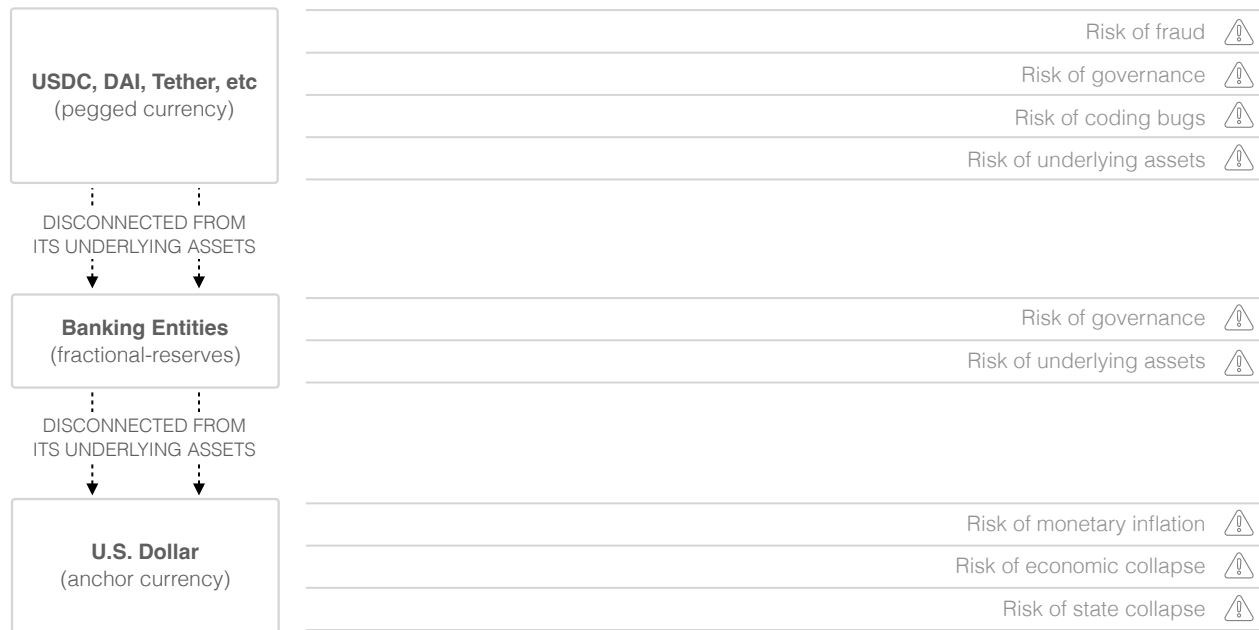 USDC, DAI, Tether, etc
(pegged currency)
Risk of fraud
Risk of governance
Risk of coding bugs
Risk of underlying assets
DISCONNECTED FROM
ITS UNDERLYING ASSETS
Banking Entities
(fractional-reserves)
Risk of governance
Risk of underlying assets
DISCONNECTED FROM
ITS UNDERLYING ASSETS
U.S. Dollar
(anchor currency)
Risk of monetary inflation
Risk of economic collapse
Risk of state collapse